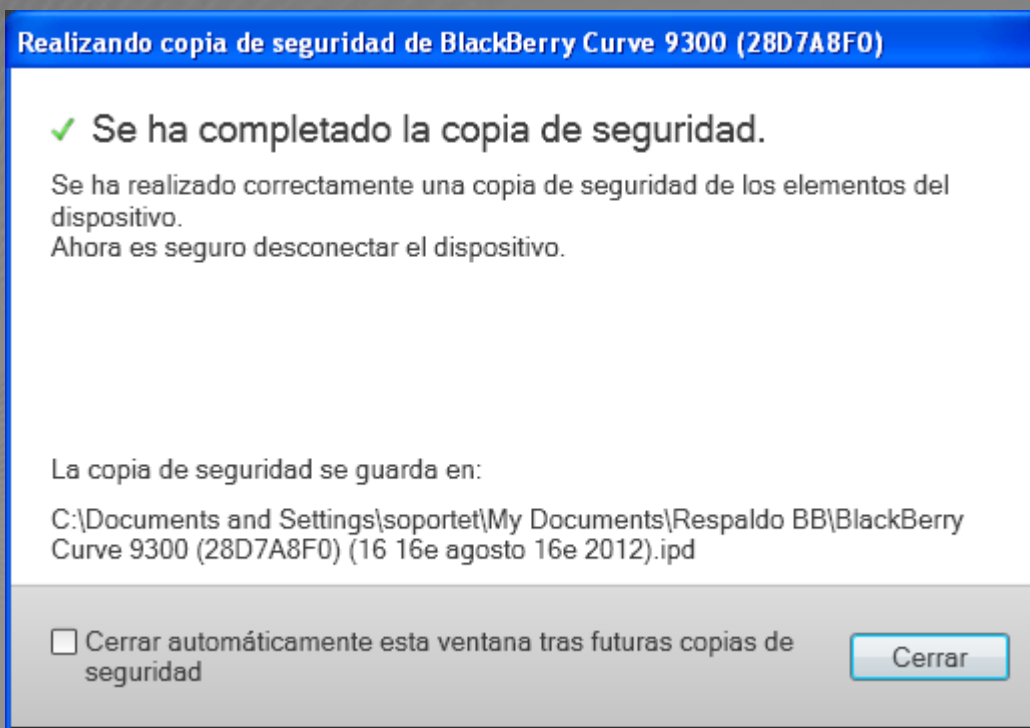 Realizando copia de seguridad de BlackBerry Curve 9300 (28D7A8F0)
Se ha completado la copia de seguridad.
Se ha realizado correctamente una copia de seguridad de los elementos del
dispositivo.
Ahora es seguro desconectar el dispositivo.
La copia de seguridad se guarda en:
C:\Documents and Settings\soportet\My Documents\Respaldo BB\BlackBerry
Curve 9300 (28D7A8F0) (16 16e agosto 16e 2012).ipd
Cerrar automáticamente esta ventana tras futuras copias de
seguridad
Cerrar